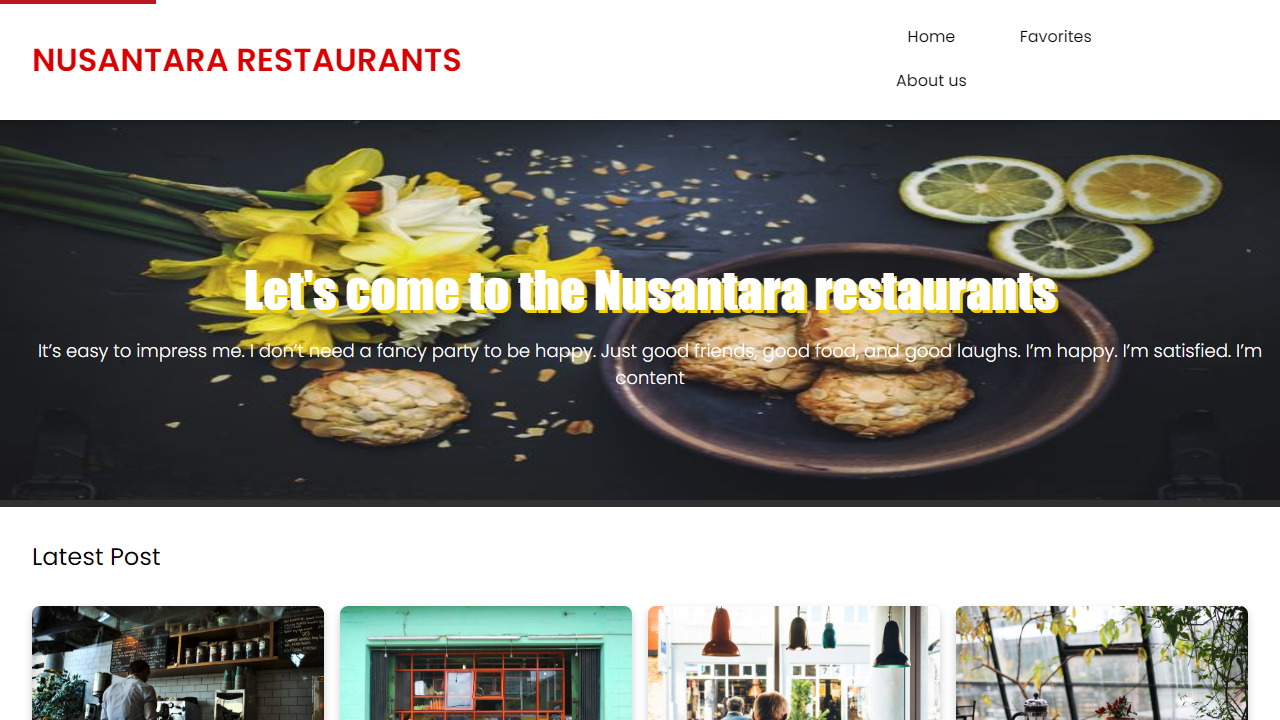 NUSANTARA RESTAURANTS
Home
Favorites
About us
Let's come to the Nusantara restaurants
It’s easy to impress me. I don’t need a fancy party to be happy. Just good friends, good food, and good laughs. I’m happy. I’m satisfied. I’m
content
Latest Post